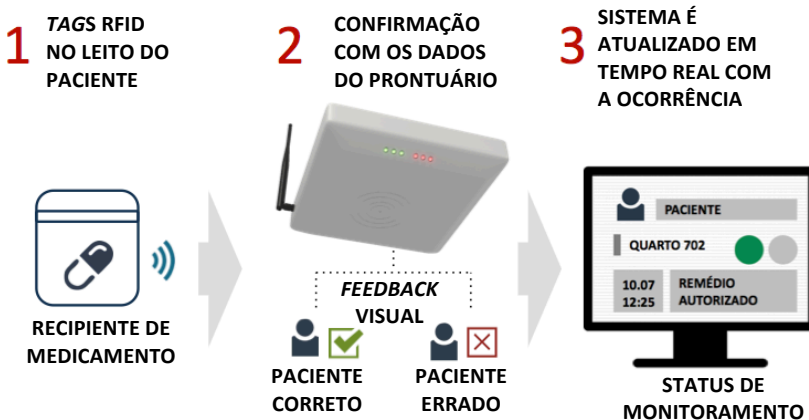 1
TAGS RFID
NO LEITO DO
PACIENTE
RECIPIENTE DE
MEDICAMENTO
2
CONFIRMAÇÃO
COM OS DADOS
DO PRONTUÁRIO
FEEDBACK
VISUAL
PACIENTE
CORRETO
PACIENTE
ERRADO
3
SISTEMA É
ATUALIZADO EM
TEMPO REAL COM
A OCORRÊNCIA
PACIENTE
QUARTO 702
10.07
12:25
REMÉDIO
AUTORIZADO
STATUS DE
MONITORAMENTO